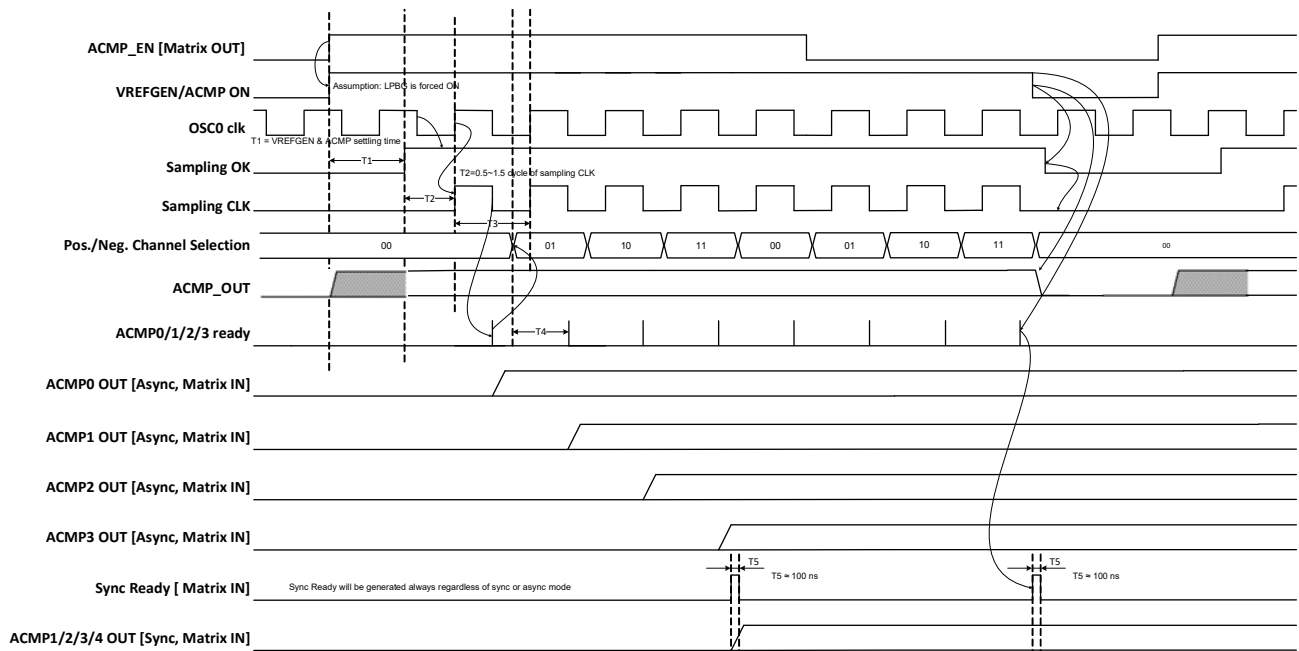 ACMP_EN [Matrix OUT]
VREFGEN/ACMP ON
Assumption: LPBG is forced ON
OSC0 clk
T1 = VREFGEN & ACMP settling time
Sampling OK
T1
T2=0.5~1.5 cycle of sampling CLK
Sampling CLK
T2
T3
Pos./Neg. Channel Selection
00 01 10 11 00 01 10 11 00
ACMP_OUT
ACMP0/1/2/3 ready
T4
ACMP0 OUT [Async, Matrix IN]
ACMP1 OUT [Async, Matrix IN]
ACMP2 OUT [Async, Matrix IN]
ACMP3 OUT [Async, Matrix IN]
T5 T5
T5 ≈ 100 ns T5 ≈ 100 ns
Sync Ready [ Matrix IN]
Sync Ready will be generated always regardless of sync or async mode
ACMP1/2/3/4 OUT [Sync, Matrix IN]